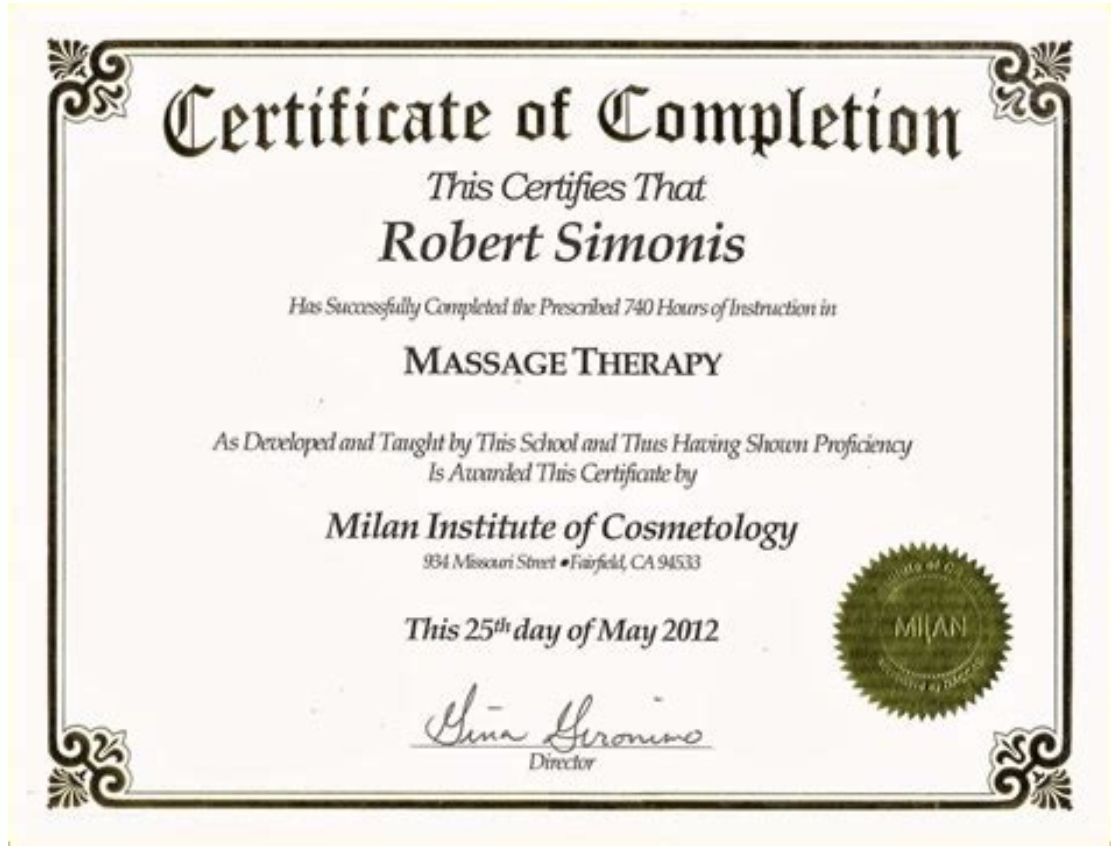 Certificate of Completion
This Certifies That
Robert Simonis
Has Successfully Completed the Prescribed 740 Hours of Instruction in
MASSAGE THERAPY
As Developed and Taught by This School and Thus Having Shown Proficiency
Is Awarded This Certificate by
Milan Institute of Cosmetology
934 Missouri Street • Fairfield, CA 94533
This 25th day of May 2012
MILAN
Gina Geronimo
Director